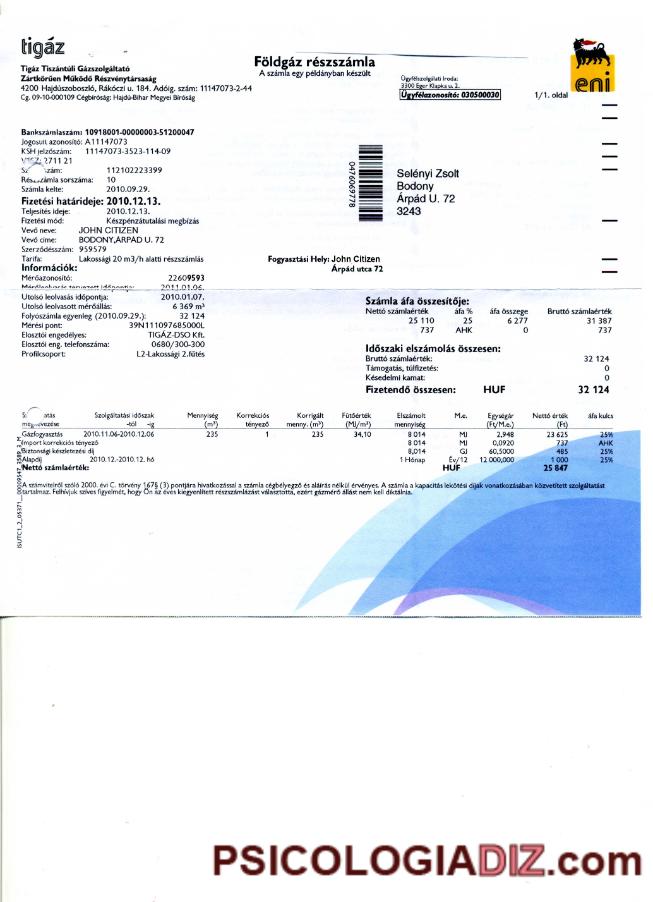 tigáz
Tigáz Tiszántúli Gázszolgáltató
Zártkörűen Működő Részvénytársaság
4200 Hajdúszoboszló, Rákóczi u. 184. Adóig. szám: 11147073-2-44
Cg. 09-10-000109 Cégbíróság: Hajdú-Bihar Megyei Bíróság
Földgáz részszámla
A számla egy példányban készült
Ügyfélszolgálati Iroda:
3300 Eger Klapka u. 2.
Ügyfélazonosító: 030500030
eni
1/1. oldal
Bankszámlaszám: 10918001-00000003-51200047
Jogosult azonosító: A11147073
KSH jelzőszám: 11147073-3523-114-09
2711 21
112102223399
Rés számla sorszáma: 10
Számla kelte: 2010.09.29.
Fizetési határideje: 2010.12.13.
Teljesítés ideje: 2010.12.13.
Fizetési mód: Készpénzátutalási megbízás
Vevő neve: JOHN CITIZEN
Vevő címe: BODONY,ÁRPÁD U. 72
Szerződésszám: 959579
Tarifa: Lakossági 20 m3/h alatti részszámlás
0476069778
Selényi Zsolt
Bodony
Árpád U. 72
3243
Fogyasztási Hely: John Citizen
Árpád utca 72
Információk:
Mérőazonosító: 22609593
Mérőleolvasás tervezett időpontja: 2011.01.06.
Utolsó leolvasás időpontja: 2010.01.07.
Utolsó leolvasott mérőállás: 6 369 m³
Folyószámla egyenleg (2010.09.29.): 32 124
Mérési pont: 39N111097685000L
Elosztói engedélyes: TIGÁZ-DSO Kft.
Elosztói eng. telefonszáma: 0680/300-300
Profilcsoport: L2-Lakossági 2.fűtés
Számla áfa összesítője:
Nettó számlaérték áfa % áfa összege Bruttó számlaérték
25 110 25 6 277 31 387
737 AHK 0 737
Időszaki elszámolás összesen:
Bruttó számlaérték: 32 124
Támogatás, túlfizetés: 0
Késedelmi kamat: 0
Fizetendő összesen: HUF 32 124
Szolgáltatási időszak Mennyiség Korrekciós Korrigált Fűtőérték Elszámolt M.e. Egységár Nettó érték áfa kulcs
-tól -ig (m³) tényező menny. (m³) (MJ/m³) mennyiség (Ft/M.e.) (Ft)
Gázfogyasztás 2010.11.06-2010.12.06 235 1 235 34,10 8 014 MJ 2,948 23 625 25%
Import korrekciós tényező 8 014 MJ 0,0920 737 AHK
Biztonsági készletezési díj 8,014 GJ 60,5000 485 25%
Alapdíj 2010.12.-2010.12. hó 1 Hónap Év/12 12 000,000 1 000 25%
Nettó számlaérték: HUF 25 847
A számvitelről szóló 2000. évi C. törvény 167§ (3) pontjára hivatkozással a számla cégbélyegző és aláírás nélkül érvényes. A számla a kapacitás lekötési díjak vonatkozásában közvetített szolgáltatást
tartalmaz. Felhívjuk szíves figyelmét, hogy Ön az éves kiegyenlített részszámlázást választotta, ezért gázmérő állást nem kell diktálnia.
PSICOLOGIADIZ.com